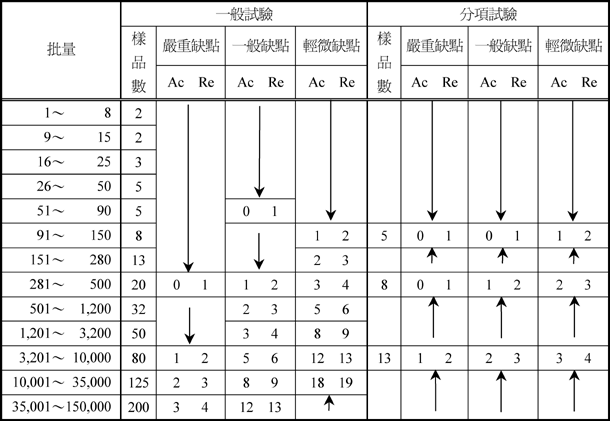 一般試驗 分項試驗
批量 樣品數 嚴重缺點 一般缺點 輕微缺點 樣品數 嚴重缺點 一般缺點 輕微缺點
Ac Re Ac Re Ac Re Ac Re Ac Re Ac Re
1～ 8 2
9～ 15 2
16～ 25 3
26～ 50 5
51～ 90 5 0 1
91～ 150 8 1 2 5 0 1 0 1 1 2
151～ 280 13 2 3
281～ 500 20 0 1 1 2 3 4 8 0 1 1 2 2 3
501～ 1,200 32 2 3 5 6
1,201～ 3,200 50 3 4 8 9
3,201～ 10,000 80 1 2 5 6 12 13 13 1 2 2 3 3 4
10,001～ 35,000 125 2 3 8 9 18 19
35,001～150,000 200 3 4 12 13